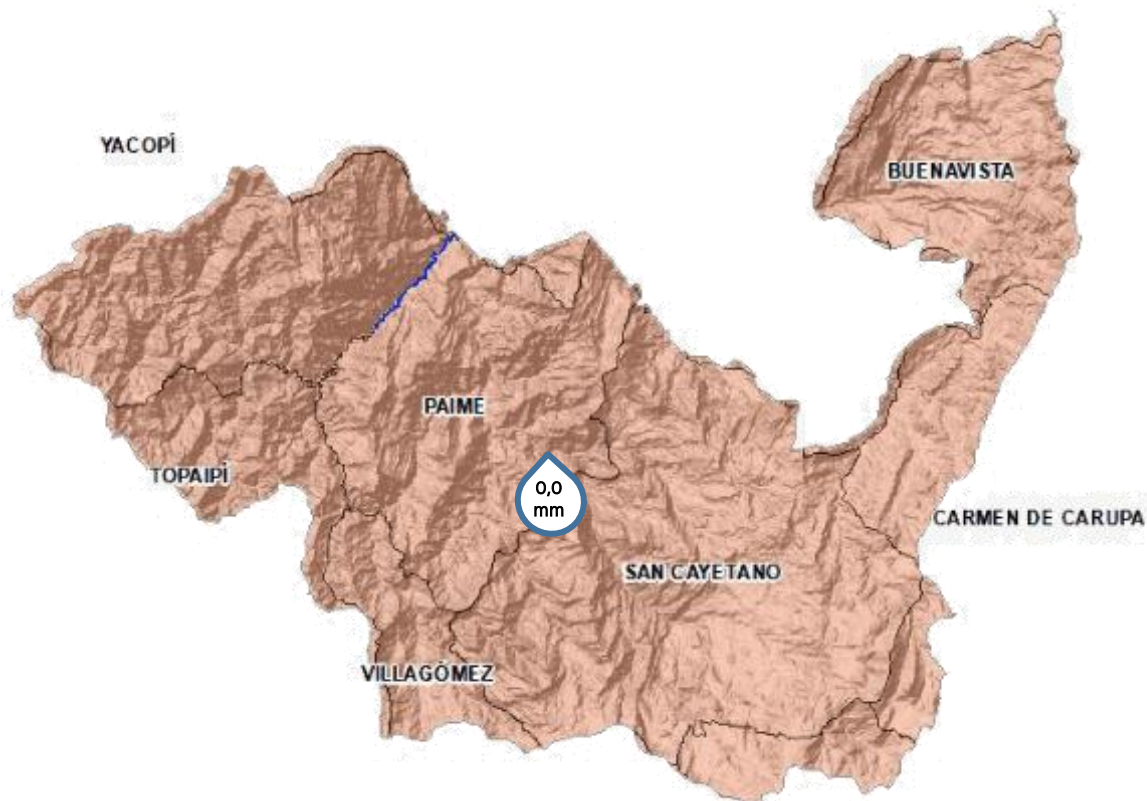 YACOPÍ
BUENAVISTA
PAIME
TOPAIPÍ
0,0
mm
CARMEN DE CARUPA
SAN CAYETANO
VILLAGÓMEZ